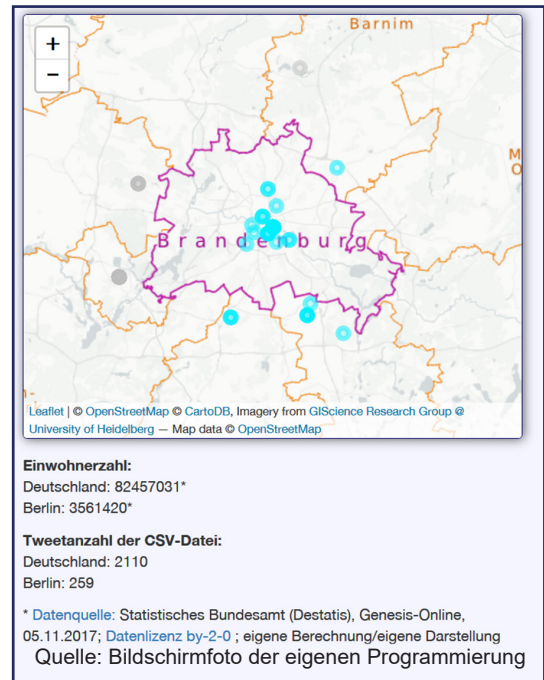 Barnim
+
−
M
O
Brandenburg
Leaflet | © OpenStreetMap © CartoDB, Imagery from GIScience Research Group @
University of Heidelberg — Map data © OpenStreetMap
Einwohnerzahl:
Deutschland: 82457031*
Berlin: 3561420*
Tweetanzahl der CSV-Datei:
Deutschland: 2110
Berlin: 259
* Datenquelle: Statistisches Bundesamt (Destatis), Genesis-Online,
05.11.2017; Datenlizenz by-2-0 ; eigene Berechnung/eigene Darstellung
Quelle: Bildschirmfoto der eigenen Programmierung